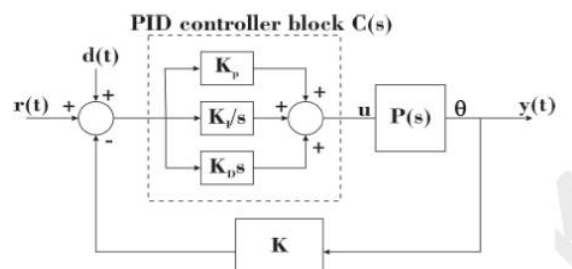 PID controller block C(s)
d(t)
K_p
+
+
r(t) + + K_I/s + u P(s) θ y(t)
-
K_D s
+
K